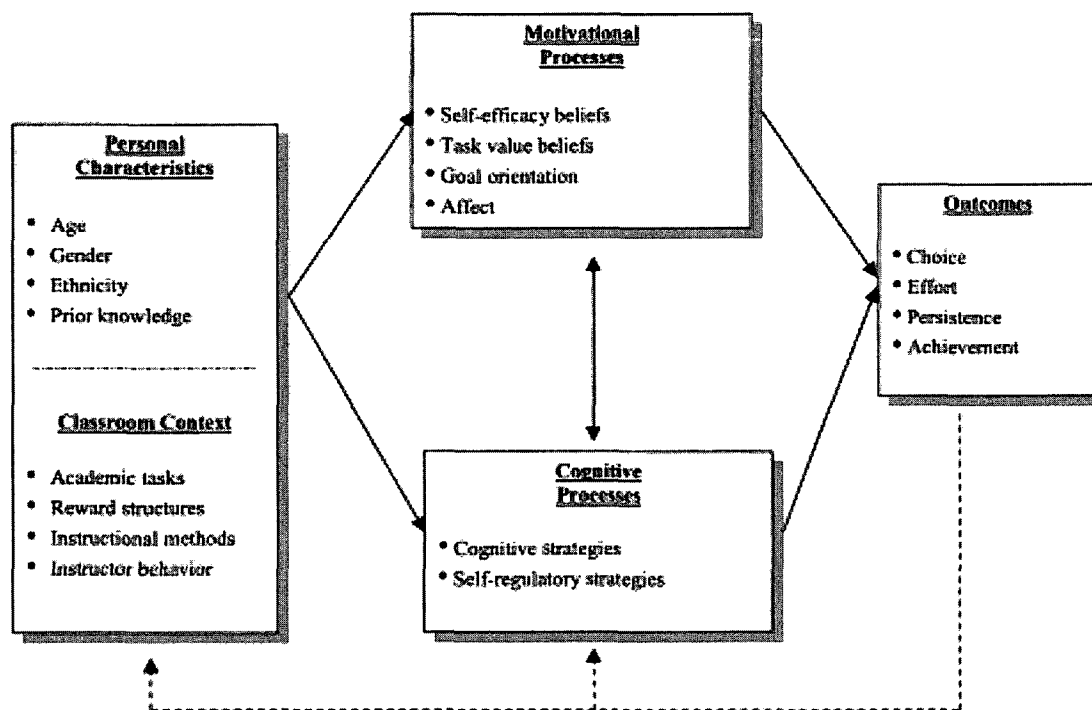 Personal
Characteristics
• Age
• Gender
• Ethnicity
• Prior knowledge
Classroom Context
• Academic tasks
• Reward structures
• Instructional methods
• Instructor behavior
Motivational
Processes
• Self-efficacy beliefs
• Task value beliefs
• Goal orientation
• Affect
Cognitive
Processes
• Cognitive strategies
• Self-regulatory strategies
Outcomes
• Choice
• Effort
• Persistence
• Achievement